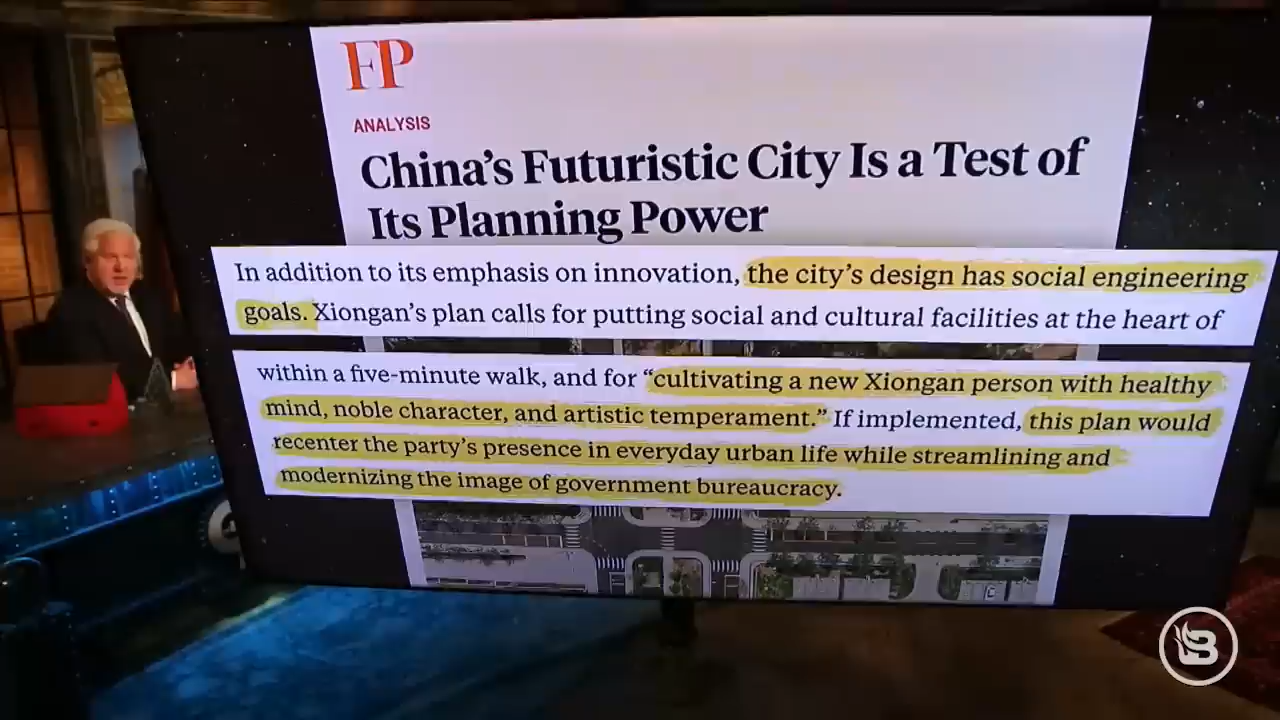 FP
ANALYSIS
China's Futuristic City Is a Test of
Its Planning Power
In addition to its emphasis on innovation, the city's design has social engineering
goals. Xiongan's plan calls for putting social and cultural facilities at the heart of
within a five-minute walk, and for “cultivating a new Xiongan person with healthy
mind, noble character, and artistic temperament.” If implemented, this plan would
recenter the party's presence in everyday urban life while streamlining and
modernizing the image of government bureaucracy.
B